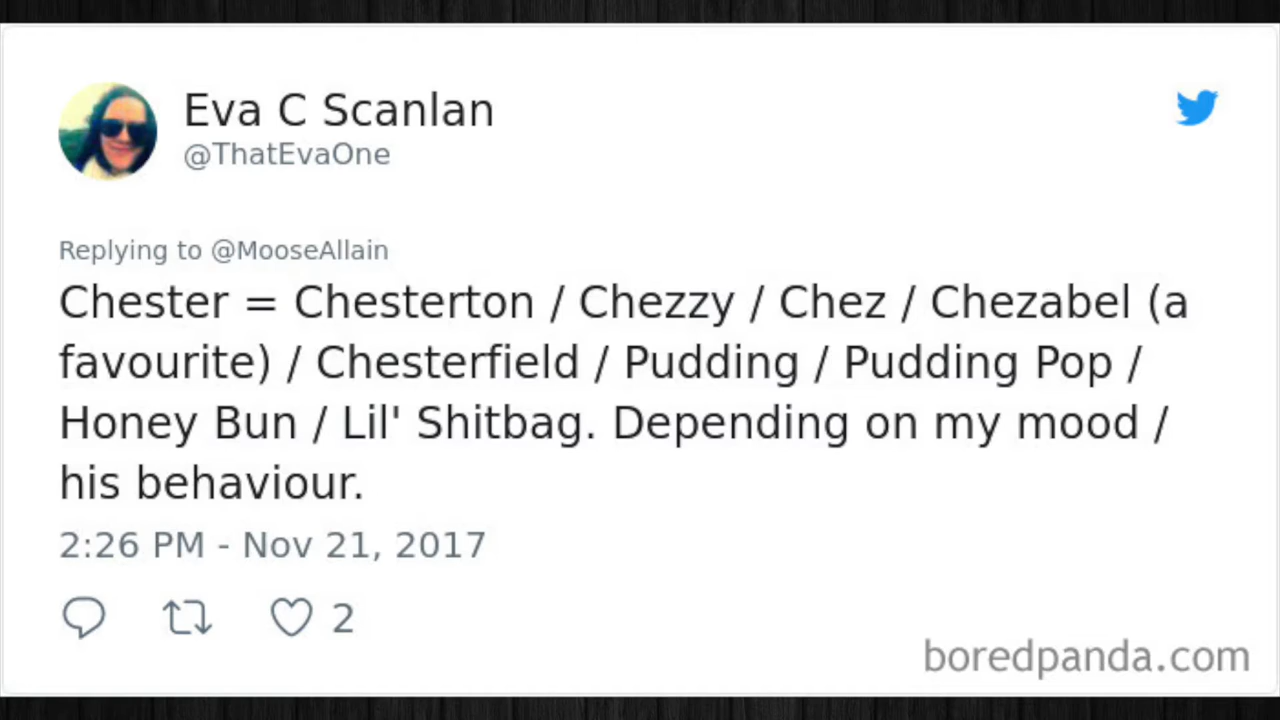 Eva C Scanlan
@ThatEvaOne
Replying to @MooseAllain
Chester = Chesterton / Chezzy / Chez / Chezabel (a
favourite) / Chesterfield / Pudding / Pudding Pop /
Honey Bun / Lil' Shitbag. Depending on my mood /
his behaviour.
2:26 PM - Nov 21, 2017
2
boredpanda.com